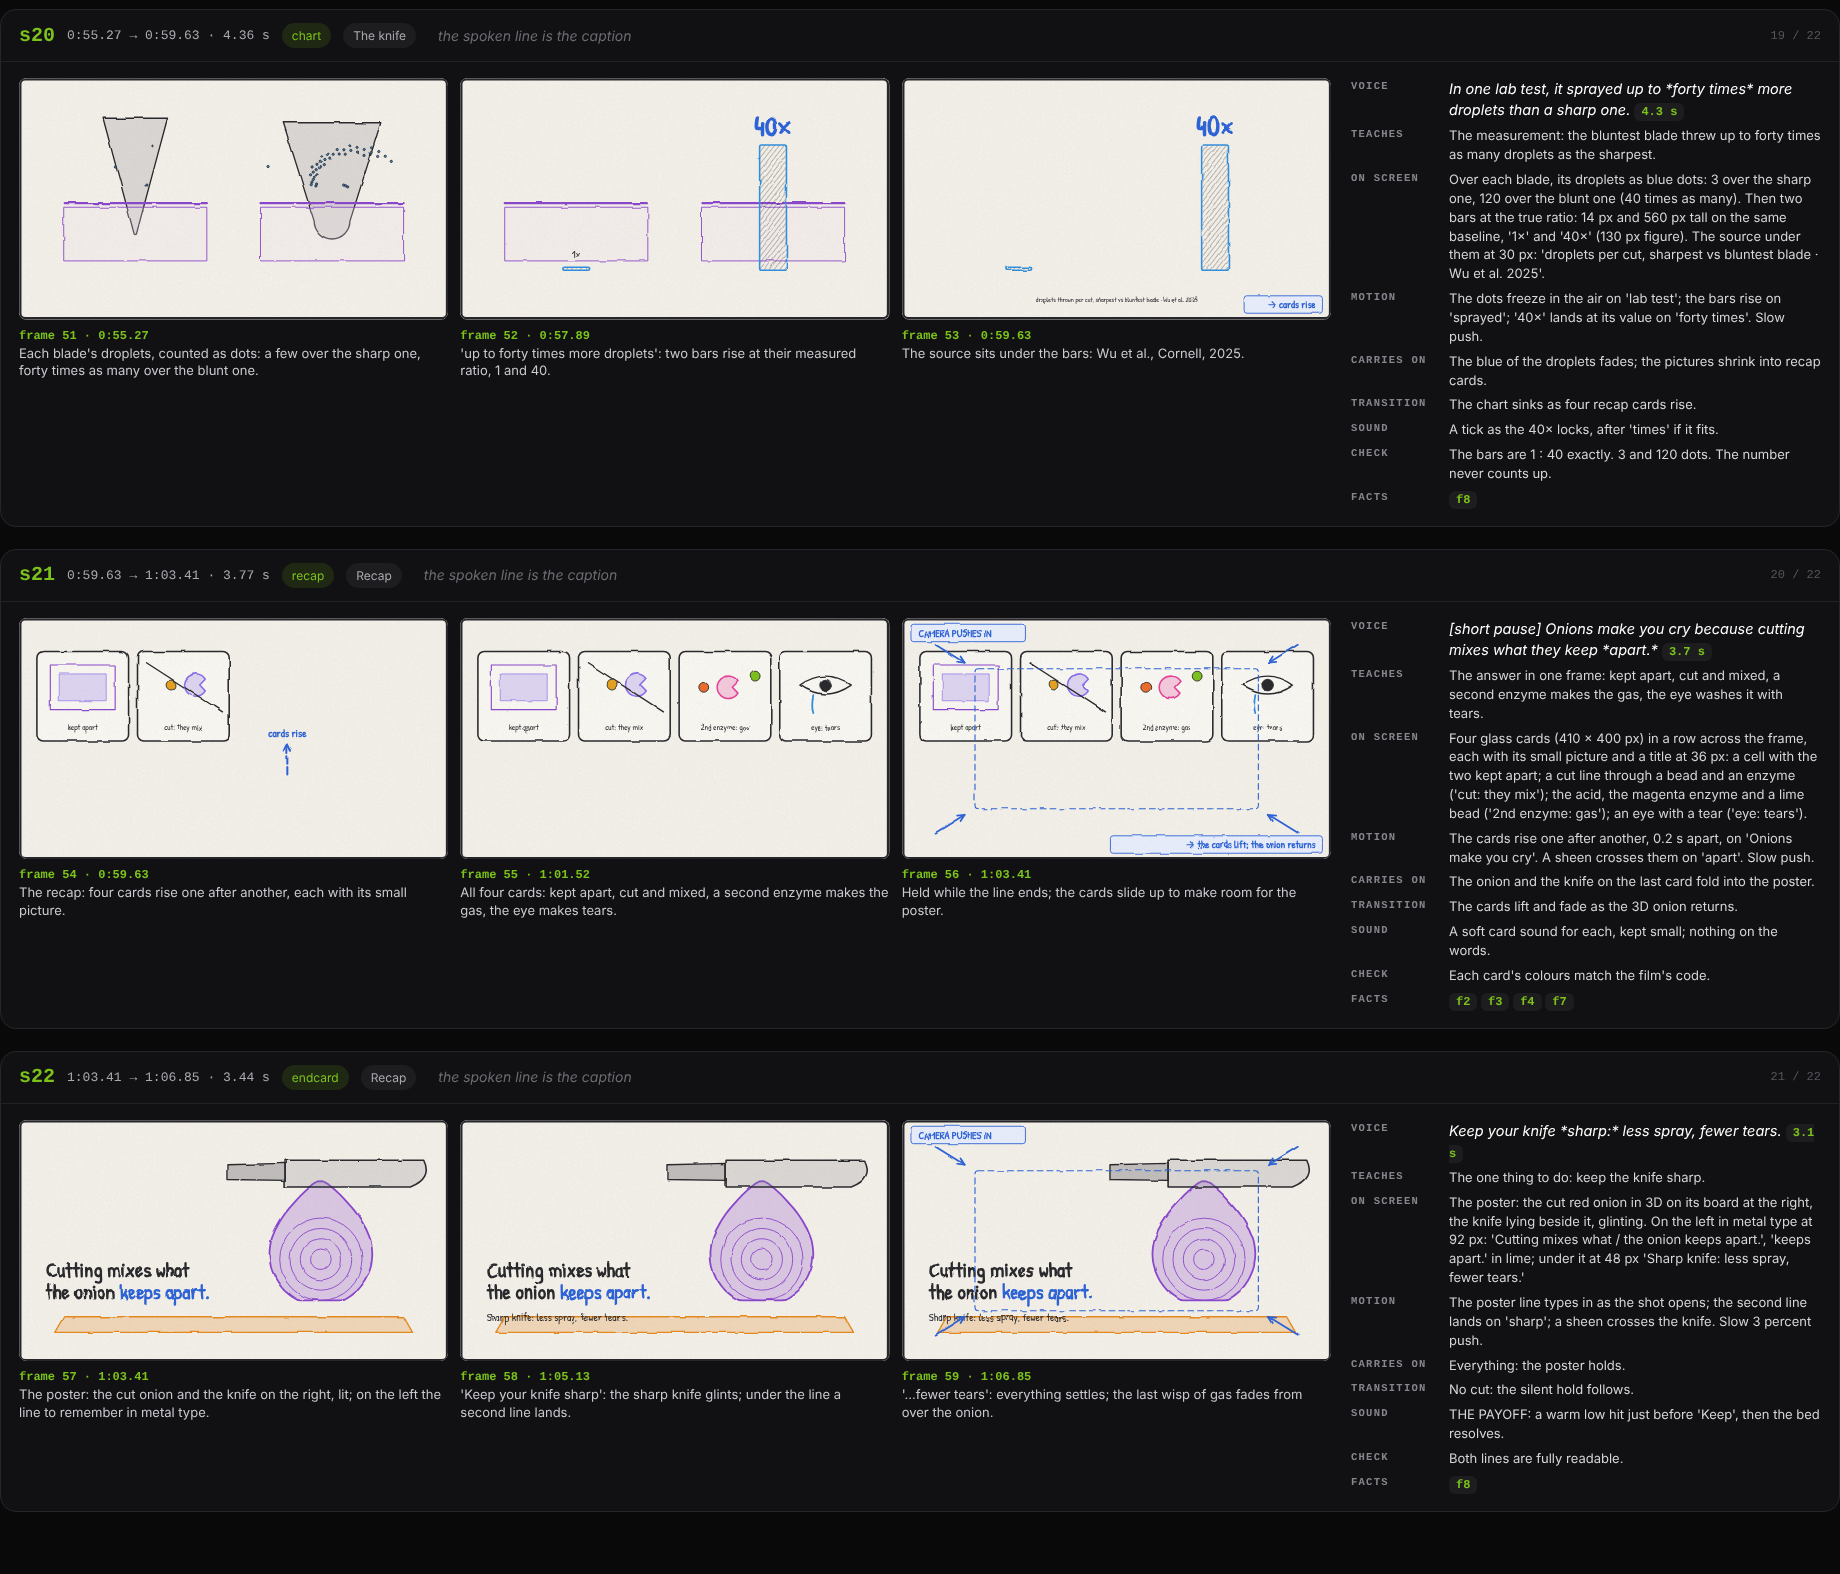 s20 0:55.27 → 0:59.63 · 4.36 s chart The knife the spoken line is the caption 19 / 22
40x
1x
40x
droplets thrown per cut, sharpest vs bluntest blade · Wu et al. 2025
→ cards rise
frame 51 · 0:55.27
Each blade's droplets, counted as dots: a few over the sharp one,
forty times as many over the blunt one.
frame 52 · 0:57.89
'up to forty times more droplets': two bars rise at their measured
ratio, 1 and 40.
frame 53 · 0:59.63
The source sits under the bars: Wu et al., Cornell, 2025.
VOICE
In one lab test, it sprayed up to *forty times* more
droplets than a sharp one. 4.3 s
TEACHES
The measurement: the bluntest blade threw up to forty times
as many droplets as the sharpest.
ON SCREEN
Over each blade, its droplets as blue dots: 3 over the sharp
one, 120 over the blunt one (40 times as many). Then two
bars at the true ratio: 14 px and 560 px tall on the same
baseline, '1×' and '40×' (130 px figure). The source under
them at 30 px: 'droplets per cut, sharpest vs bluntest blade ·
Wu et al. 2025'.
MOTION
The dots freeze in the air on 'lab test'; the bars rise on
'sprayed'; '40×' lands at its value on 'forty times'. Slow
push.
CARRIES ON
The blue of the droplets fades; the pictures shrink into recap
cards.
TRANSITION
The chart sinks as four recap cards rise.
SOUND
A tick as the 40× locks, after 'times' if it fits.
CHECK
The bars are 1 : 40 exactly. 3 and 120 dots. The number
never counts up.
FACTS
f8
s21 0:59.63 → 1:03.41 · 3.77 s recap Recap the spoken line is the caption 20 / 22
kept apart
cut: they mix
cards rise
kept apart
cut: they mix
2nd enzyme: gas
eye: tears
CAMERA PUSHES IN
kept apart
cut: they mix
2nd enzyme: gas
eye: tears
→ the cards lift; the onion returns
frame 54 · 0:59.63
The recap: four cards rise one after another, each with its small
picture.
frame 55 · 1:01.52
All four cards: kept apart, cut and mixed, a second enzyme makes the
gas, the eye makes tears.
frame 56 · 1:03.41
Held while the line ends; the cards slide up to make room for the
poster.
VOICE
[short pause] Onions make you cry because cutting
mixes what they keep *apart.* 3.7 s
TEACHES
The answer in one frame: kept apart, cut and mixed, a
second enzyme makes the gas, the eye washes it with
tears.
ON SCREEN
Four glass cards (410 × 400 px) in a row across the frame,
each with its small picture and a title at 36 px: a cell with the
two kept apart; a cut line through a bead and an enzyme
('cut: they mix'); the acid, the magenta enzyme and a lime
bead ('2nd enzyme: gas'); an eye with a tear ('eye: tears').
MOTION
The cards rise one after another, 0.2 s apart, on 'Onions
make you cry'. A sheen crosses them on 'apart'. Slow push.
CARRIES ON
The onion and the knife on the last card fold into the poster.
TRANSITION
The cards lift and fade as the 3D onion returns.
SOUND
A soft card sound for each, kept small; nothing on the
words.
CHECK
Each card's colours match the film's code.
FACTS
f2 f3 f4 f7
s22 1:03.41 → 1:06.85 · 3.44 s endcard Recap the spoken line is the caption 21 / 22
Cutting mixes what
the onion keeps apart.
Cutting mixes what
the onion keeps apart.
Sharp knife: less spray, fewer tears.
CAMERA PUSHES IN
Cutting mixes what
the onion keeps apart.
Sharp knife: less spray, fewer tears.
frame 57 · 1:03.41
The poster: the cut onion and the knife on the right, lit; on the left the
line to remember in metal type.
frame 58 · 1:05.13
'Keep your knife sharp': the sharp knife glints; under the line a
second line lands.
frame 59 · 1:06.85
'...fewer tears': everything settles; the last wisp of gas fades from
over the onion.
VOICE
Keep your knife *sharp:* less spray, fewer tears. 3.1
s
TEACHES
The one thing to do: keep the knife sharp.
ON SCREEN
The poster: the cut red onion in 3D on its board at the right,
the knife lying beside it, glinting. On the left in metal type at
92 px: 'Cutting mixes what / the onion keeps apart.', 'keeps
apart.' in lime; under it at 48 px 'Sharp knife: less spray,
fewer tears.'
MOTION
The poster line types in as the shot opens; the second line
lands on 'sharp'; a sheen crosses the knife. Slow 3 percent
push.
CARRIES ON
Everything: the poster holds.
TRANSITION
No cut: the silent hold follows.
SOUND
THE PAYOFF: a warm low hit just before 'Keep', then the bed
resolves.
CHECK
Both lines are fully readable.
FACTS
f8